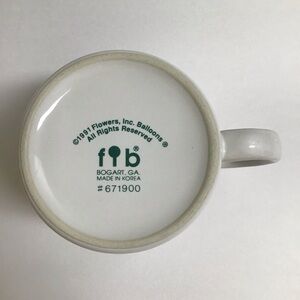 ©1991 Flowers, Inc. Balloons®
All Rights Reserved
fib®
BOGART, GA.
MADE IN KOREA
#671900